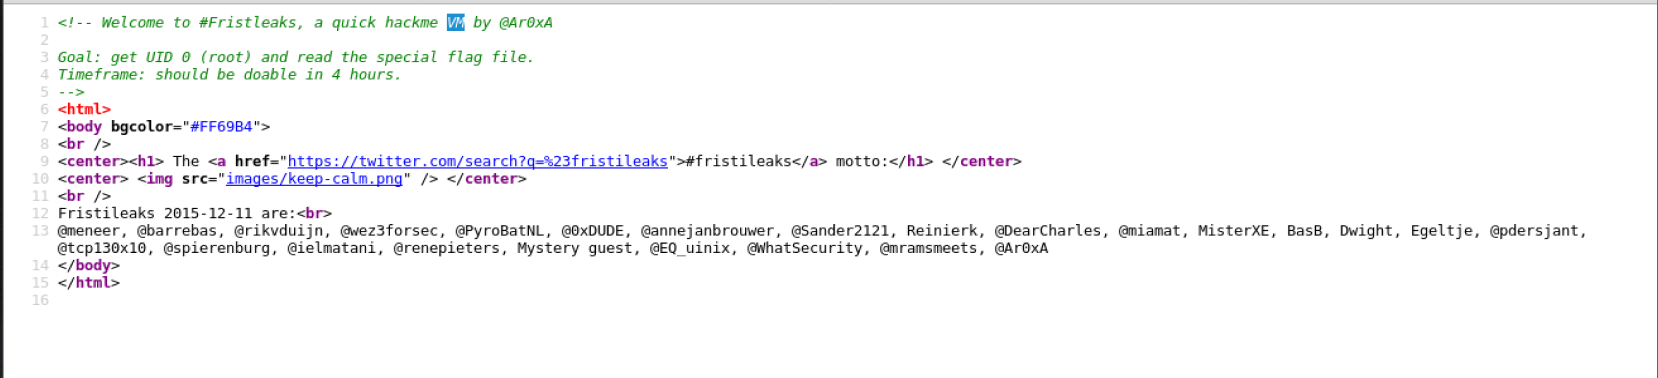 1 <!-- Welcome to #Fristleaks, a quick hackme VM by @Ar0xA
2
3 Goal: get UID 0 (root) and read the special flag file.
4 Timeframe: should be doable in 4 hours.
5 -->
6 <html>
7 <body bgcolor="#FF69B4">
8 <br />
9 <center><h1> The <a href="https://twitter.com/search?q=%23fristileaks">#fristileaks</a> motto:</h1> </center>
10 <center> <img src="images/keep-calm.png" /> </center>
11 <br />
12 Fristileaks 2015-12-11 are:<br>
13 @meneer, @barrebas, @rikvduijn, @wez3forsec, @PyroBatNL, @0xDUDE, @annejanbrouwer, @Sander2121, Reinierk, @DearCharles, @miamat, MisterXE, BasB, Dwight, Egeltje, @pdersjant,
@tcp130x10, @spierenburg, @ielmatani, @renepieters, Mystery guest, @EQ_uinix, @WhatSecurity, @mramsmeets, @Ar0xA
14 </body>
15 </html>
16